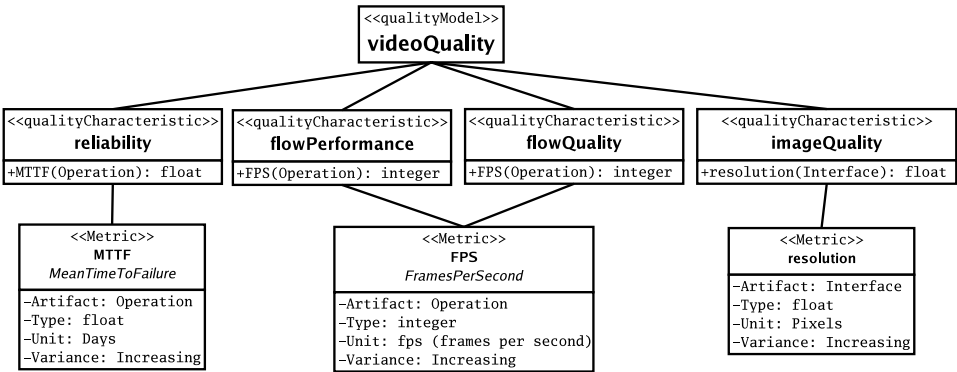 <<qualityModel>>
videoQuality
<<qualityCharacteristic>>
reliability
+MTTF(Operation): float
<<qualityCharacteristic>>
flowPerformance
+FPS(Operation): integer
<<qualityCharacteristic>>
flowQuality
+FPS(Operation): integer
<<qualityCharacteristic>>
imageQuality
+resolution(Interface): float
<<Metric>>
MTTF
MeanTimeToFailure
−Artifact: Operation
−Type: float
−Unit: Days
−Variance: Increasing
<<Metric>>
FPS
FramesPerSecond
−Artifact: Operation
−Type: integer
−Unit: fps (frames per second)
−Variance: Increasing
<<Metric>>
resolution
−Artifact: Interface
−Type: float
−Unit: Pixels
−Variance: Increasing